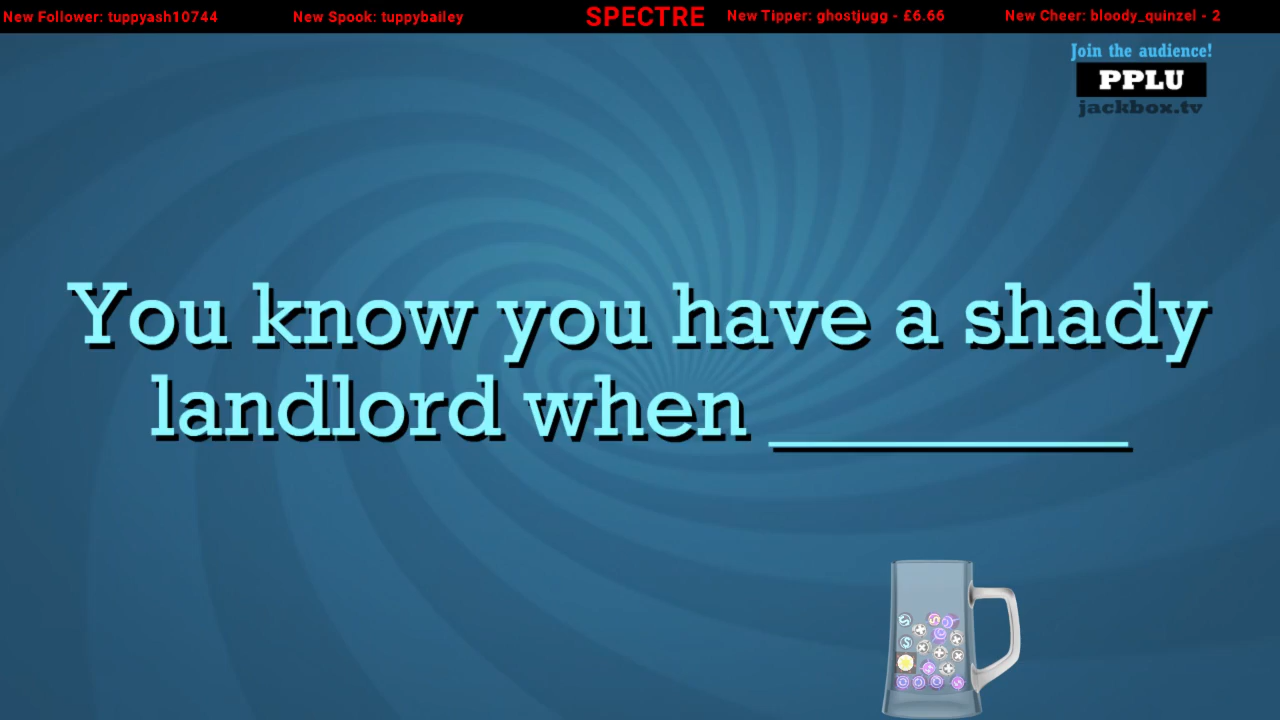 New Follower: tuppyash10744 New Spook: tuppybailey SPECTRE New Tipper: ghostjugg - £6.66 New Cheer: bloody_quinzel - 2
Join the audience!
PPLU
jackbox.tv
You know you have a shady
landlord when __________